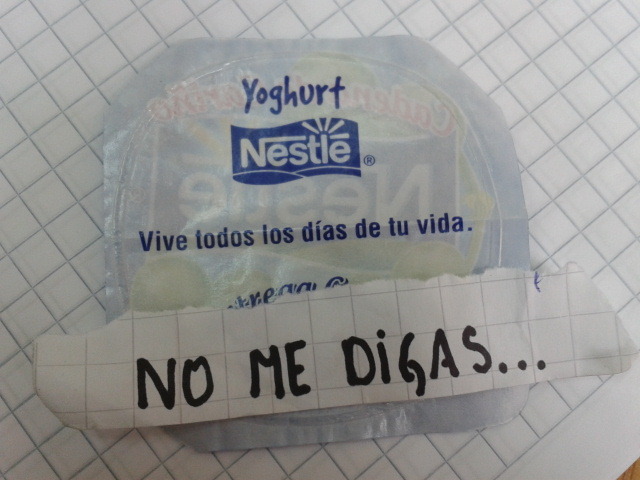 Yoghurt
Nestlé®
Vive todos los días de tu vida.
NO ME DiGAS...